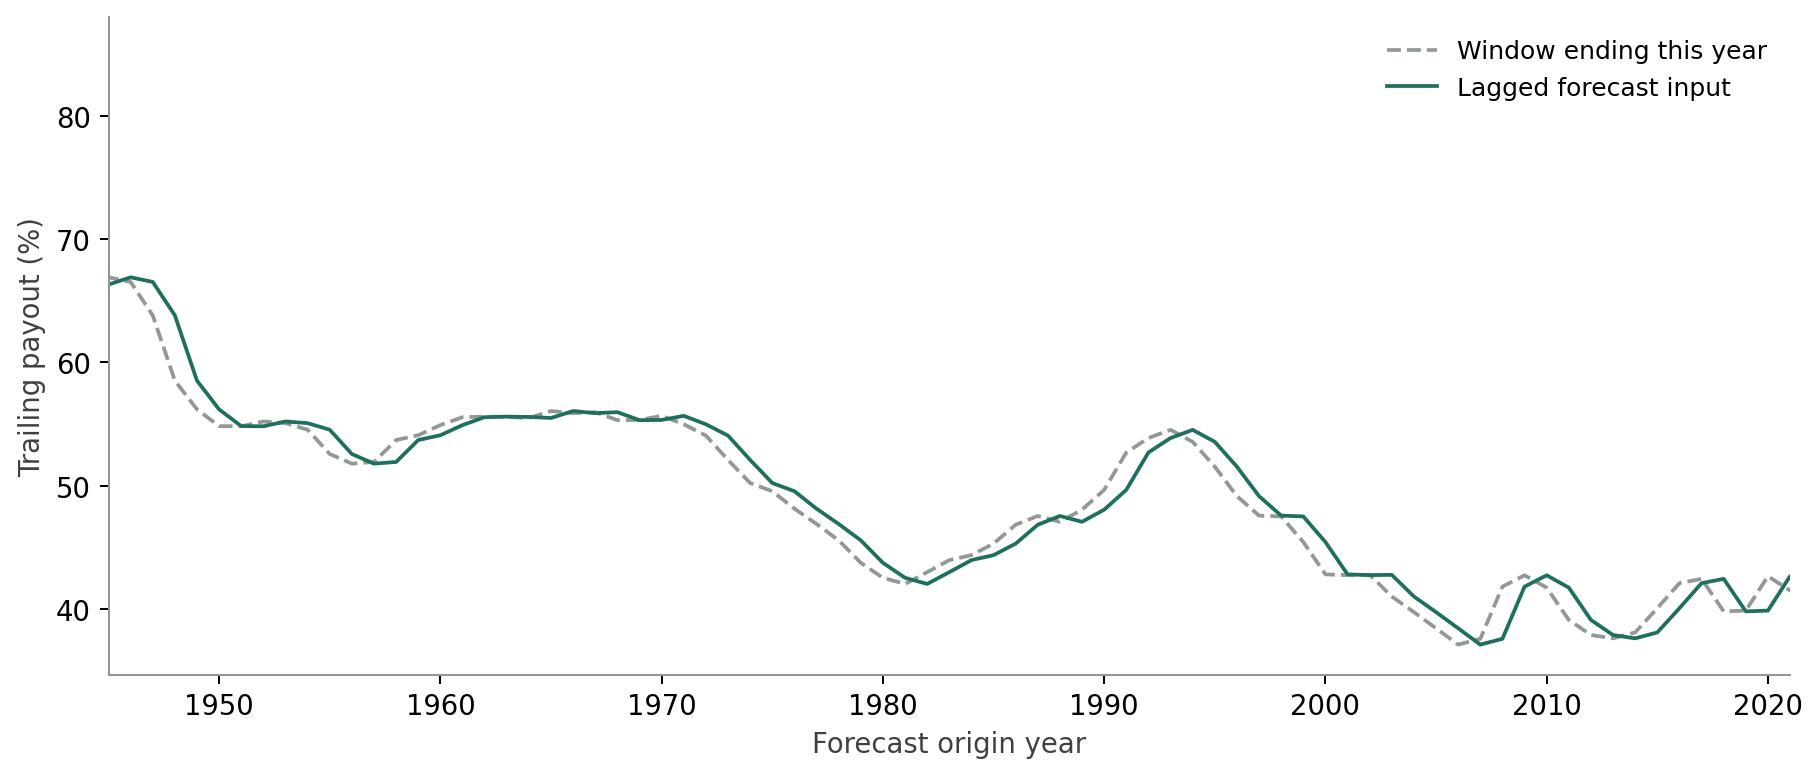 Window ending this year
Lagged forecast input
Trailing payout (%)
80
70
60
50
40
1950 1960 1970 1980 1990 2000 2010 2020
Forecast origin year